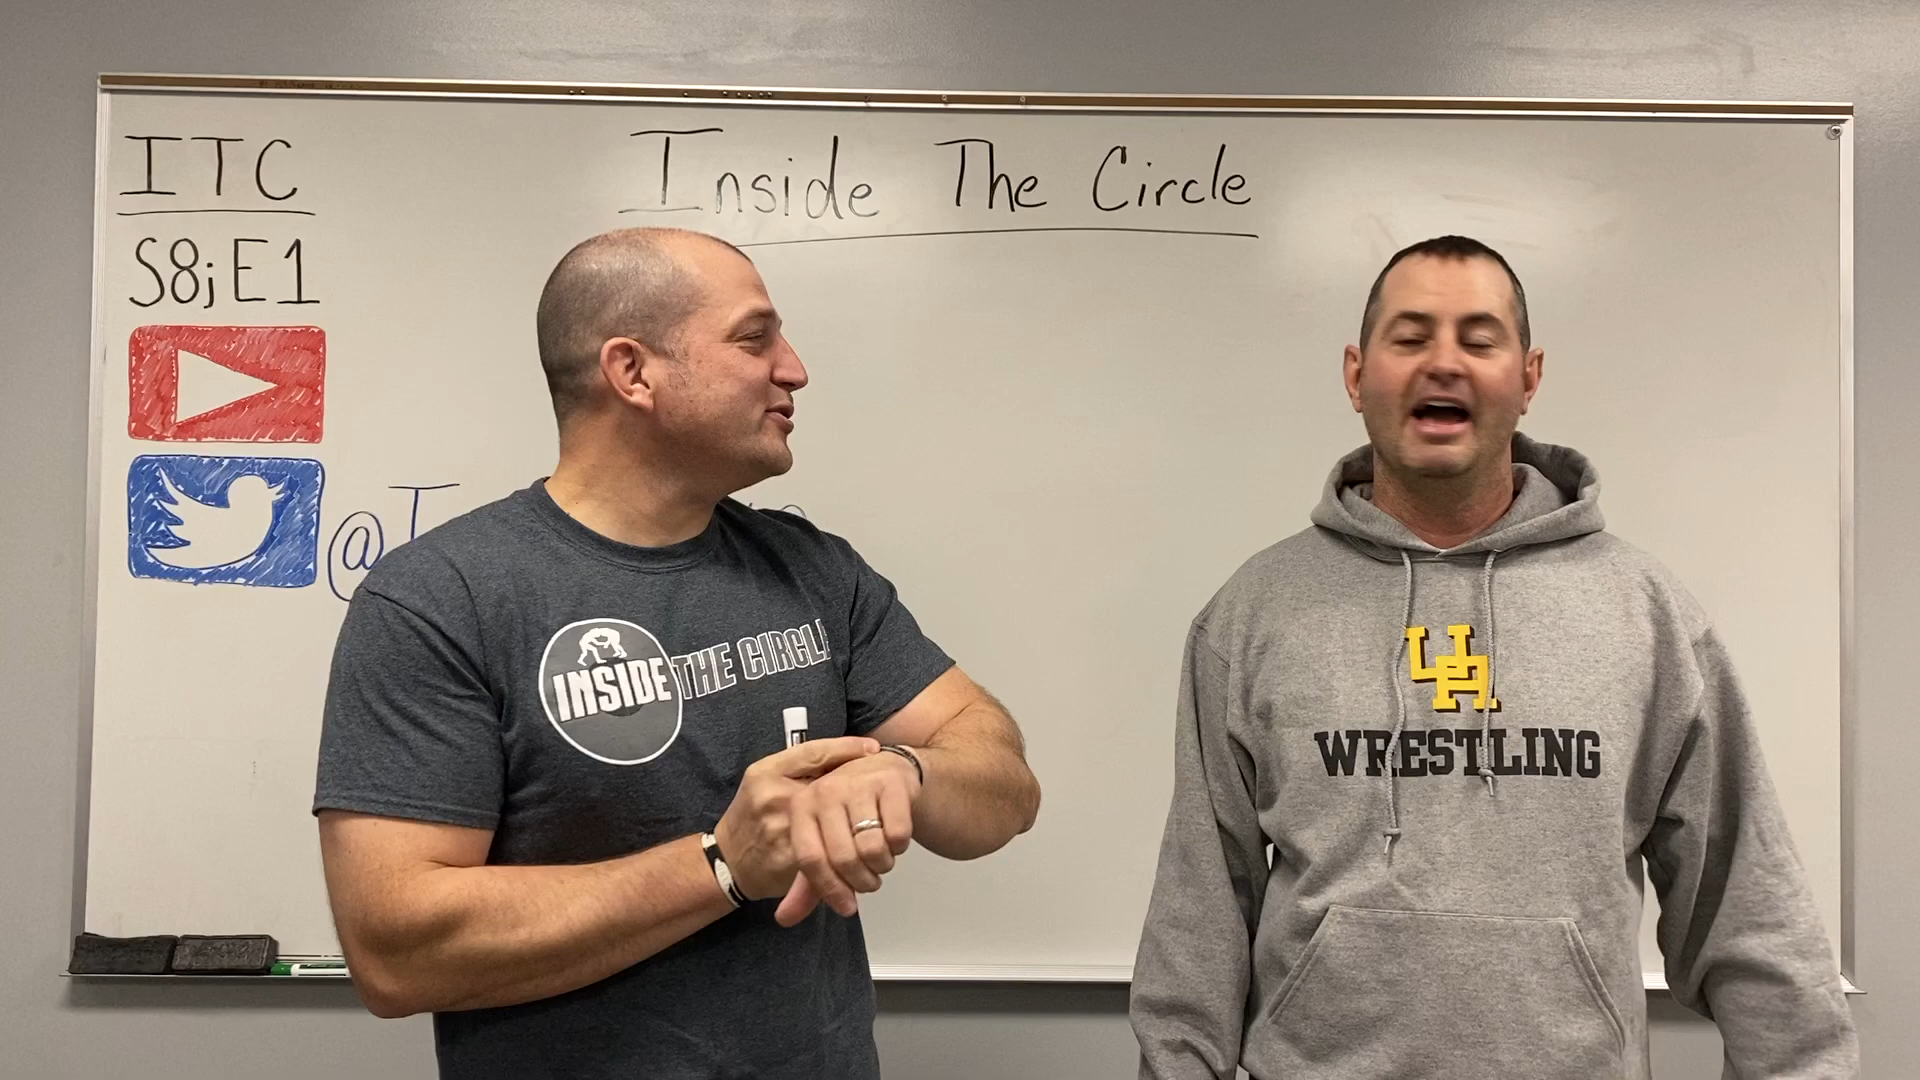 ITC
S8;E1
Inside The Circle
INSIDE THE CIRCLE
UH
WRESTLING